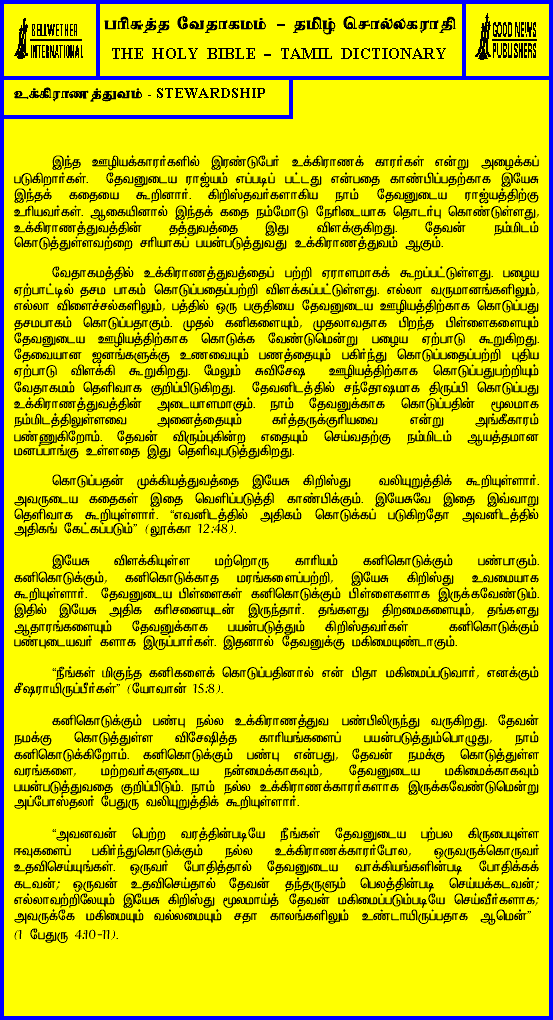 BELLWETHER
INTERNATIONAL
பரிசுத்த வேதாகமம் – தமிழ் சொல்லகராதி
THE HOLY BIBLE – TAMIL DICTIONARY
GOOD NEWS
PUBLISHERS
உக்கிராணத்துவம் - STEWARDSHIP
இந்த ஊழியக்காரர்களில் இரண்டுபேர் உக்கிராணக் காரர்கள் என்று அழைக்கப்
படுகிறார்கள். தேவனுடைய ராஜ்யம் எப்படிப் பட்டது என்பதை காண்பிப்பதற்காக இயேசு
இந்தக் கதையை கூறினார். கிறிஸ்தவர்களாகிய நாம் தேவனுடைய ராஜ்யத்திற்கு
உரியவர்கள். ஆகையினால் இந்தக் கதை நம்மோடு நேரிடையாக தொடர்பு கொண்டுள்ளது,
உக்கிராணத்துவத்தின் தத்துவத்தை இது விளக்குகிறது. தேவன் நம்மிடம்
கொடுத்துள்ளவற்றை சரியாகப் பயன்படுத்துவது உக்கிராணத்துவம் ஆகும்.
வேதாகமத்தில் உக்கிராணத்துவத்தைப் பற்றி ஏராளமாகக் கூறப்பட்டுள்ளது. பழைய
ஏற்பாட்டில் தசம பாகம் கொடுப்பதைப்பற்றி விளக்கப்பட்டுள்ளது. எல்லா வருமானங்களிலும்,
எல்லா விளைச்சல்களிலும், பத்தில் ஒரு பகுதியை தேவனுடைய ஊழியத்திற்காக கொடுப்பது
தசமபாகம் கொடுப்பதாகும். முதல் கனிகளையும், முதலாவதாக பிறந்த பிள்ளைகளையும்
தேவனுடைய ஊழியத்திற்காக கொடுக்க வேண்டுமென்று பழைய ஏற்பாடு கூறுகிறது.
தேவையான ஜனங்களுக்கு உணவையும் பணத்தையும் பகிர்ந்து கொடுப்பதைப்பற்றி புதிய
ஏற்பாடு விளக்கி கூறுகிறது. மேலும் சுவிசேஷ ஊழியத்திற்காக கொடுப்பதுபற்றியும்
வேதாகமம் தெளிவாக குறிப்பிடுகிறது. தேவனிடத்தில் சந்தோஷமாக திருப்பி கொடுப்பது
உக்கிராணத்துவத்தின் அடையாளமாகும். நாம் தேவனுக்காக கொடுப்பதின் மூலமாக
நம்மிடத்திலுள்ளவை அனைத்தையும் கர்த்தருக்குரியவை என்று அங்கீகாரம்
பண்ணுகிறோம். தேவன் விரும்புகின்ற எதையும் செய்வதற்கு நம்மிடம் ஆயத்தமான
மனப்பாங்கு உள்ளதை இது தெளிவுபடுத்துகிறது.
கொடுப்பதன் முக்கியத்துவத்தை இயேசு கிறிஸ்து வலியுறுத்திக் கூறியுள்ளார்.
அவருடைய கதைகள் இதை வெளிப்படுத்தி காண்பிக்கும். இயேசுவே இதை இவ்வாறு
தெளிவாக கூறியுள்ளார். “எவனிடத்தில் அதிகம் கொடுக்கப் படுகிறதோ அவனிடத்தில்
அதிகங் கேட்கப்படும்” (லூக்கா 12:48).
இயேசு விளக்கியுள்ள மற்றொரு காரியம் கனிகொடுக்கும் பண்பாகும்.
கனிகொடுக்கும், கனிகொடுக்காத மரங்களைப்பற்றி, இயேசு கிறிஸ்து உவமையாக
கூறியுள்ளார். தேவனுடைய பிள்ளைகள் கனிகொடுக்கும் பிள்ளைகளாக இருக்கவேண்டும்.
இதில் இயேசு அதிக கரிசனையுடன் இருந்தார். தங்களது திறமைகளையும், தங்களது
ஆதாரங்களையும் தேவனுக்காக பயன்படுத்தும் கிறிஸ்தவர்கள் கனிகொடுக்கும்
பண்புடையவர் களாக இருப்பார்கள். இதனால் தேவனுக்கு மகிமையுண்டாகும்.
“நீங்கள் மிகுந்த கனிகளைக் கொடுப்பதினால் என் பிதா மகிமைப்படுவார், எனக்கும்
சீஷராயிருப்பீர்கள்” (யோவான் 15:8).
கனிகொடுக்கும் பண்பு நல்ல உக்கிராணத்துவ பண்பிலிருந்து வருகிறது. தேவன்
நமக்கு கொடுத்துள்ள விசேஷித்த காரியங்களைப் பயன்படுத்தும்பொழுது, நாம்
கனிகொடுக்கிறோம். கனிகொடுக்கும் பண்பு என்பது, தேவன் நமக்கு கொடுத்துள்ள
வரங்களை, மற்றவர்களுடைய நன்மைக்காகவும், தேவனுடைய மகிமைக்காகவும்
பயன்படுத்துவதை குறிப்பிடும். நாம் நல்ல உக்கிராணக்காரர்களாக இருக்கவேண்டுமென்று
அப்போஸ்தலர் பேதுரு வலியுறுத்திக் கூறியுள்ளார்.
“அவனவன் பெற்ற வரத்தின்படியே நீங்கள் தேவனுடைய பற்பல கிருபையுள்ள
ஈவுகளைப் பகிர்ந்துகொடுக்கும் நல்ல உக்கிராணக்காரர்போல, ஒருவருக்கொருவர்
உதவிசெய்யுங்கள். ஒருவர் போதித்தால் தேவனுடைய வாக்கியங்களின்படி போதிக்கக்
கடவன்; ஒருவன் உதவிசெய்தால் தேவன் தந்தருளும் பெலத்தின்படி செய்யக்கடவன்;
எல்லாவற்றிலேயும் இயேசு கிறிஸ்து மூலமாய்த் தேவன் மகிமைப்படும்படியே செய்வீர்களாக;
அவருக்கே மகிமையும் வல்லமையும் சதா காலங்களிலும் உண்டாயிருப்பதாக ஆமென்”
(1 பேதுரு 4:10-11).